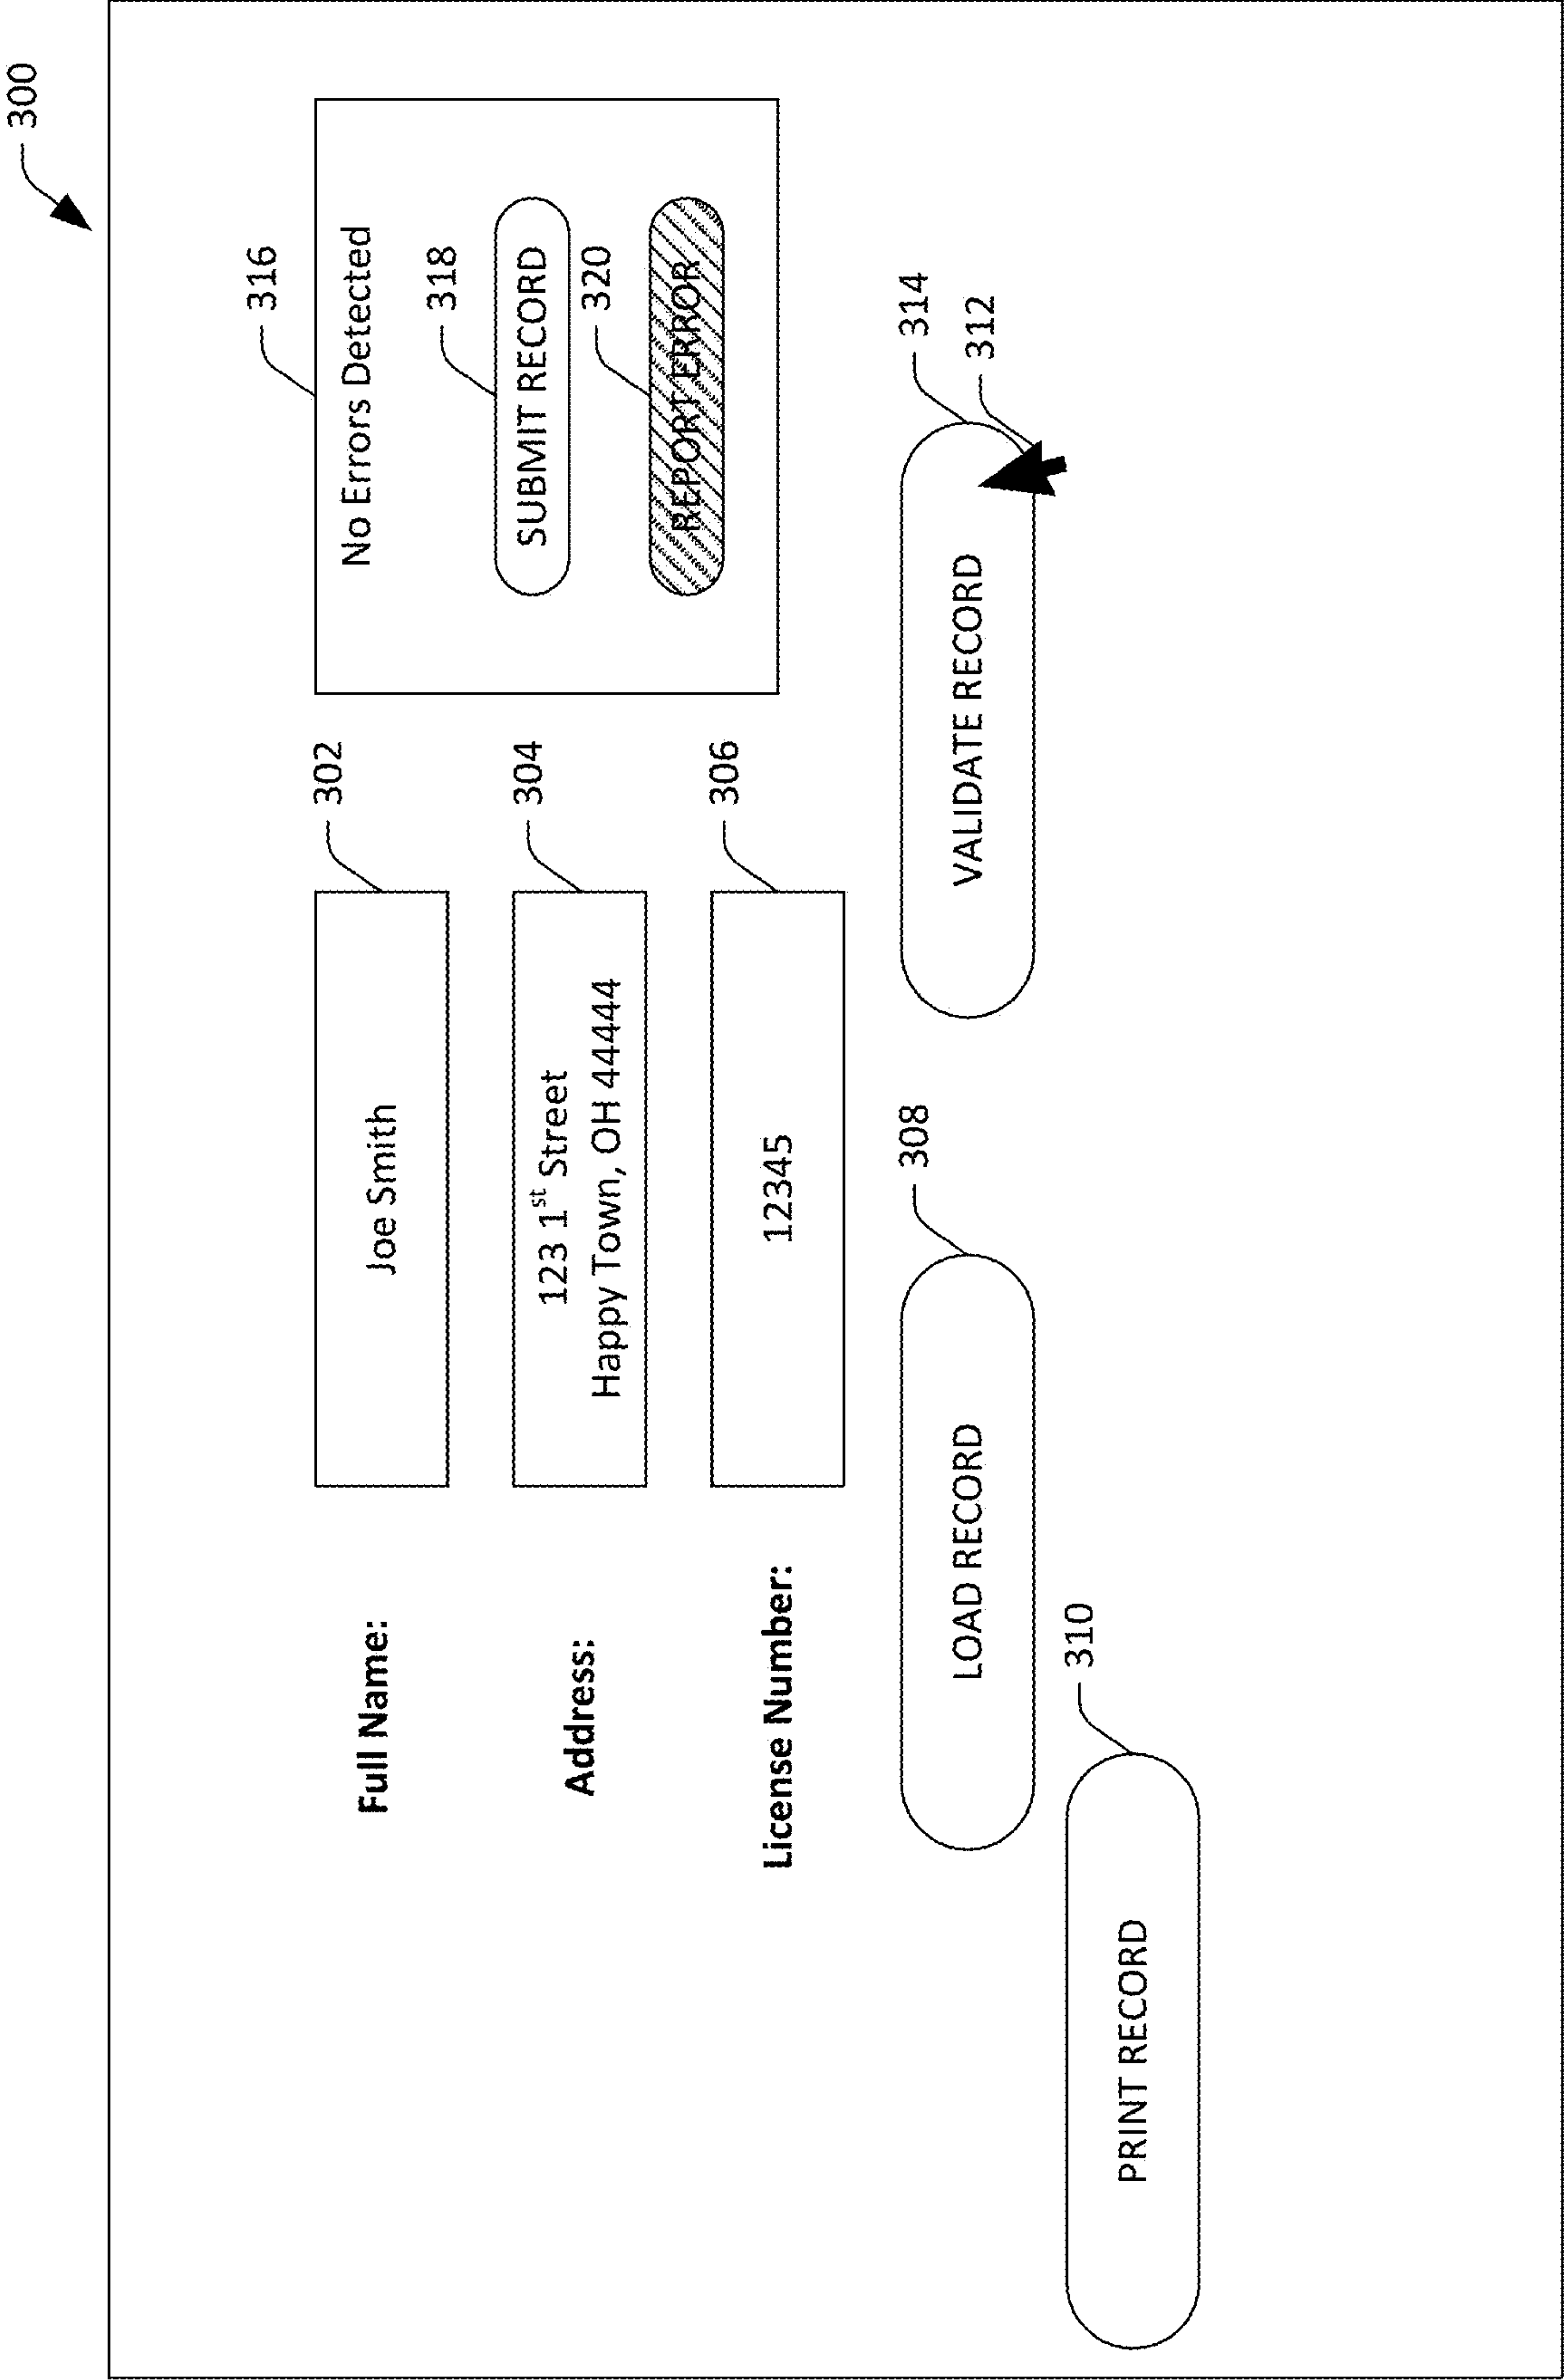 300
Full Name:
Joe Smith
302
Address:
123 1st Street
Happy Town, OH 44444
304
License Number:
12345
306
316
No Errors Detected
318
SUBMIT RECORD
320
REPORT ERROR
LOAD RECORD
308
VALIDATE RECORD
314
312
PRINT RECORD
310